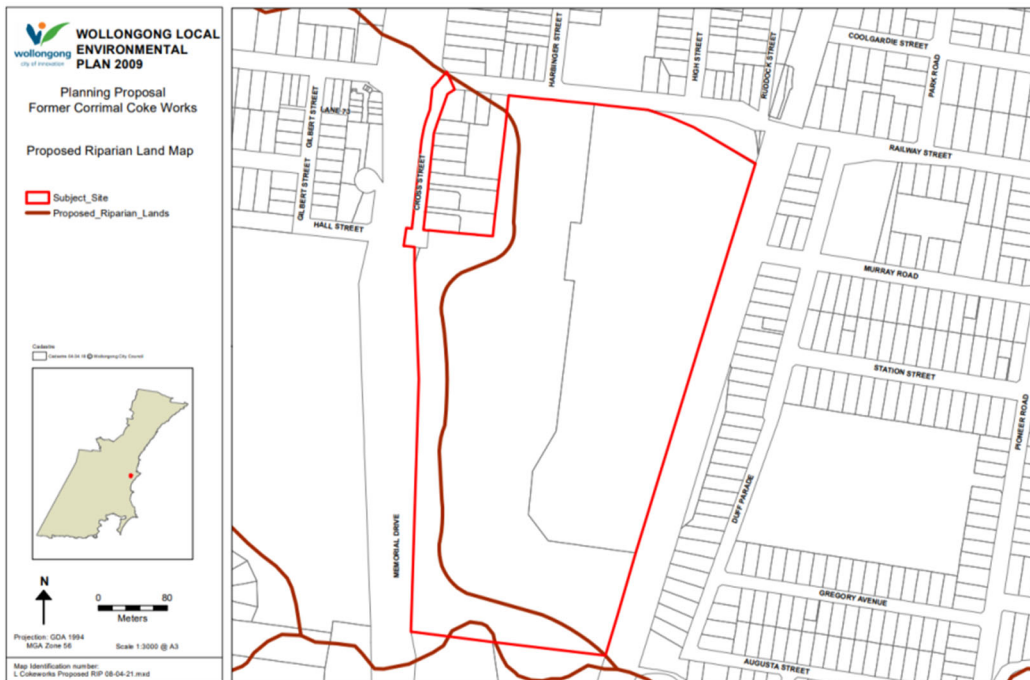 wollongong
city of innovation
WOLLONGONG LOCAL
ENVIRONMENTAL
PLAN 2009
Planning Proposal
Former Corrimal Coke Works
Proposed Riparian Land Map
Subject_Site
Proposed_Riparian_Lands
Cadastre
N
0 80
Meters
Projection: GDA 1994
MGA Zone 56
Scale 1:3000 @ A3
Map Identification number:
L Cokeworks Proposed RIP 08-04-21.mxd
COOLGARDIE STREET
HARBINGER STREET
HIGH STREET
RUDDOCK STREET
PARK ROAD
GILBERT STREET
GILBERT STREET
CROSS STREET
HALL STREET
RAILWAY STREET
MURRAY ROAD
STATION STREET
PIONEER ROAD
DUFF PARADE
MEMORIAL DRIVE
GREGORY AVENUE
AUGUSTA STREET